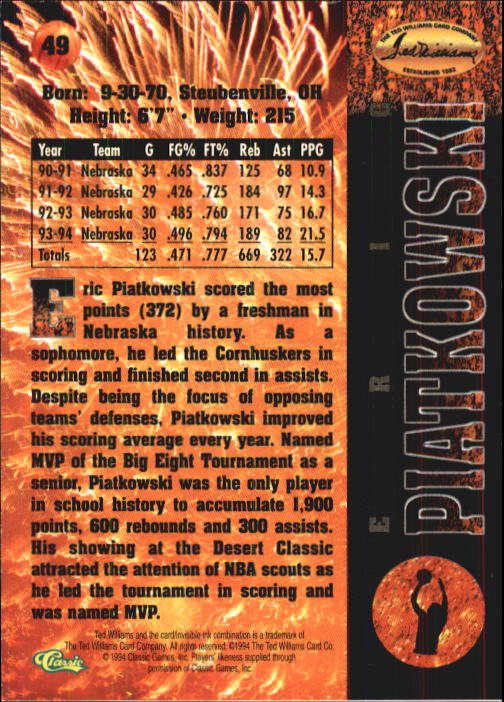 49
THE TED WILLIAMS CARD COMPANY
Ted Williams
ESTABLISHED 1993
Born: 9-30-70, Steubenville, OH
Height: 6'7" • Weight: 215
Year Team G FG% FT% Reb Ast PPG
90-91 Nebraska 34 .465 .837 125 68 10.9
91-92 Nebraska 29 .426 .725 184 97 14.3
92-93 Nebraska 30 .485 .760 171 75 16.7
93-94 Nebraska 30 .496 .794 189 82 21.5
Totals 123 .471 .777 669 322 15.7
Eric Piatkowski scored the most
points (372) by a freshman in
Nebraska history. As a
sophomore, he led the Cornhuskers in
scoring and finished second in assists.
Despite being the focus of opposing
teams' defenses, Piatkowski improved
his scoring average every year. Named
MVP of the Big Eight Tournament as a
senior, Piatkowski was the only player
in school history to accumulate 1,900
points, 600 rebounds and 300 assists.
His showing at the Desert Classic
attracted the attention of NBA scouts as
he led the tournament in scoring and
was named MVP.
ERIC
PIATKOWSKI
Classic
Ted Williams and the card/invisible ink combination is a trademark of
The Ted Williams Card Company. All rights reserved. ©1994 The Ted Williams Card Co.
© 1994 Classic Games, Inc. Players' likeness supplied through
permission of Classic Games, Inc.